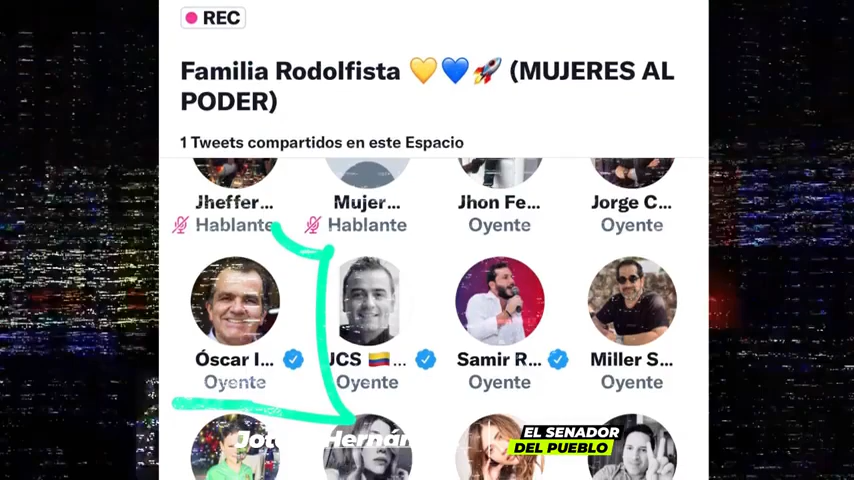 REC
Familia Rodolfista 💛💙🚀 (MUJERES AL
PODER)
1 Tweets compartidos en este Espacio
Jheffer... Mujer... Jhon Fe... Jorge C...
Hablante Hablante Oyente Oyente
Óscar I... JCS 🇨🇴... Samir R... Miller S...
Oyente Oyente Oyente Oyente
EL SENADOR
DEL PUEBLO